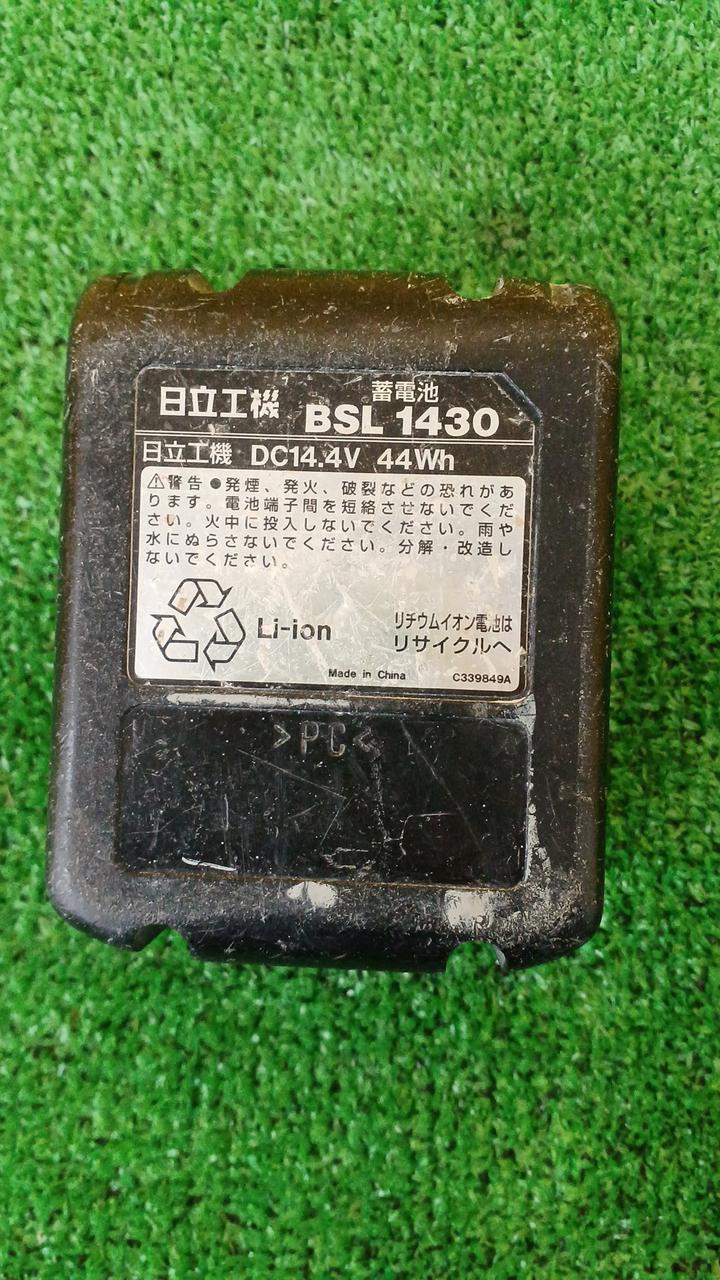 日立工機 蓄電池
BSL 1430
日立工機 DC14.4V 44Wh
⚠警告 ●発煙、発火、破裂などの恐れがあ
ります。電池端子間を短絡させないでくだ
さい。火中に投入しないでください。雨や
水にぬらさないでください。分解・改造し
ないでください。
Li-ion
リチウムイオン電池は
リサイクルへ
Made in China C339849A
>PC<